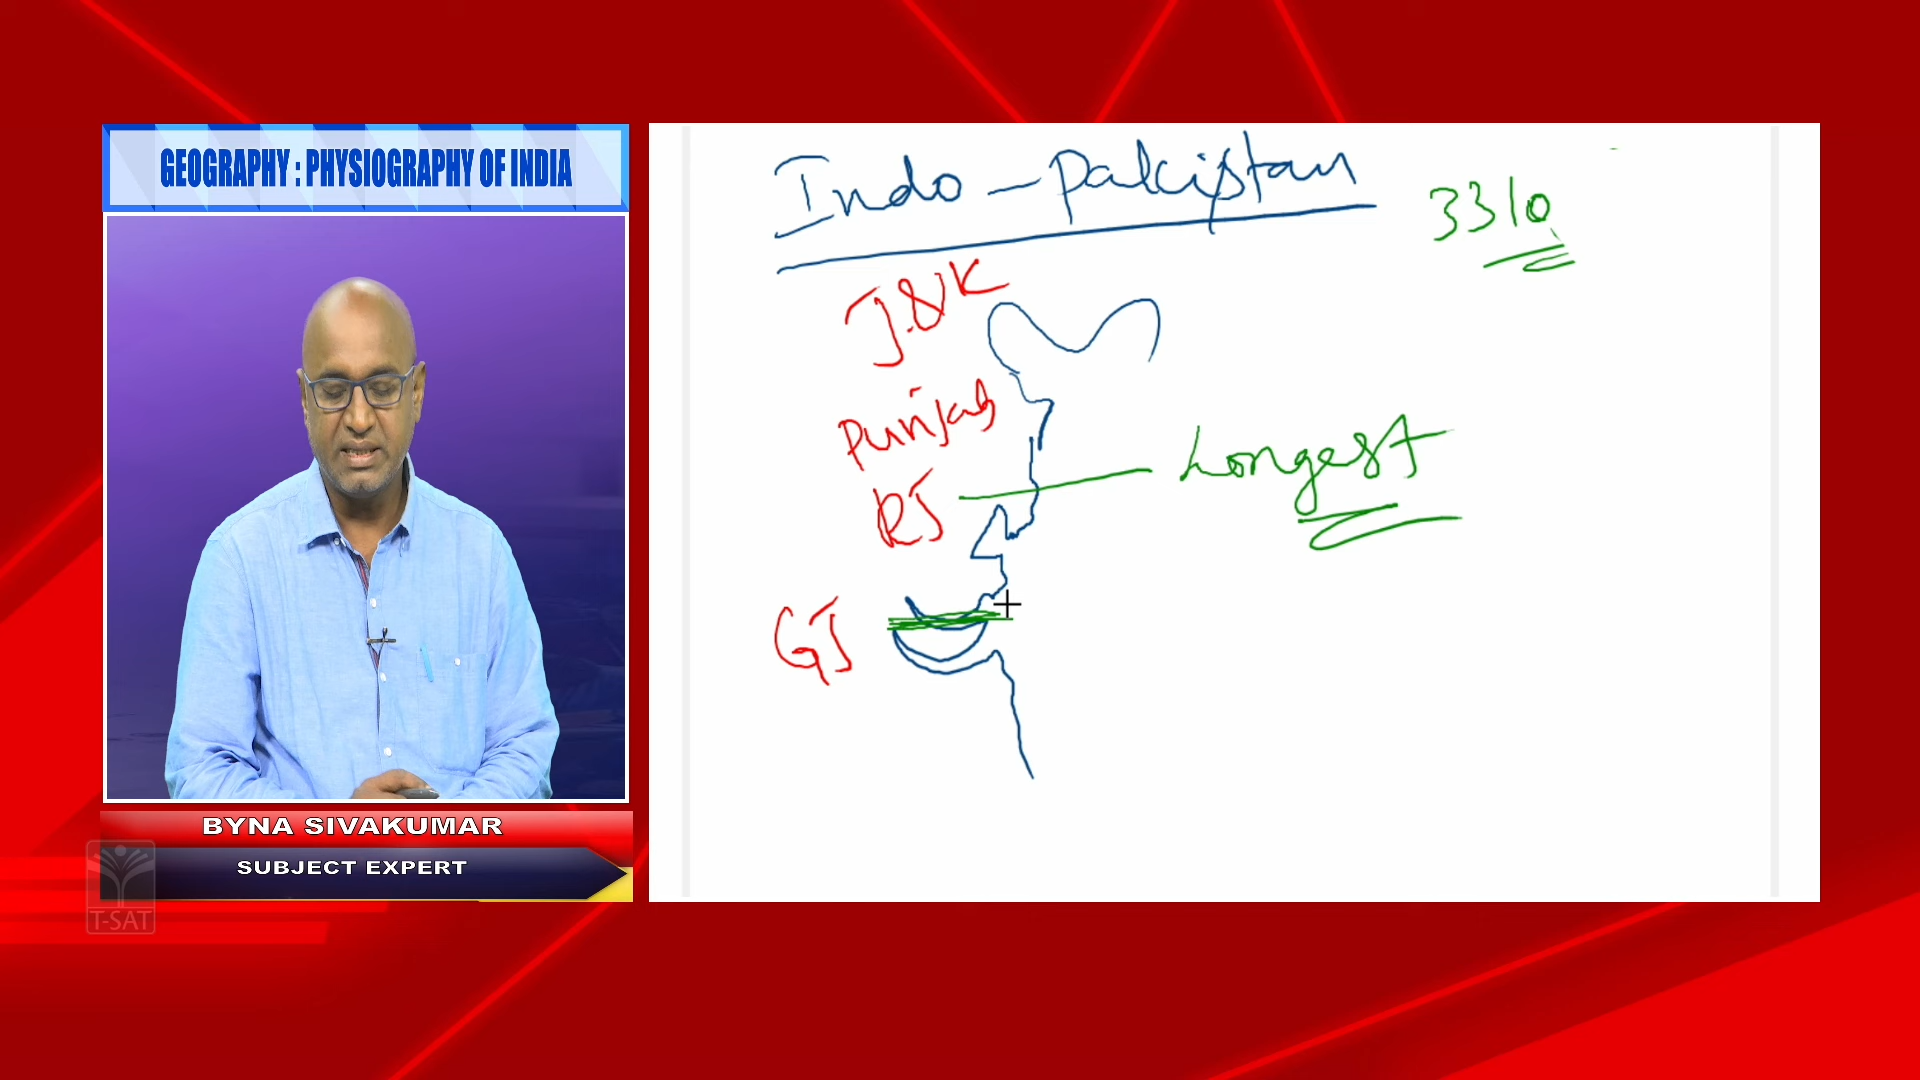 GEOGRAPHY : PHYSIOGRAPHY OF INDIA
Indo - Pakistan
3310
J&K
Punjab
RJ
Longest
GJ
BYNA SIVAKUMAR
SUBJECT EXPERT
T-SAT